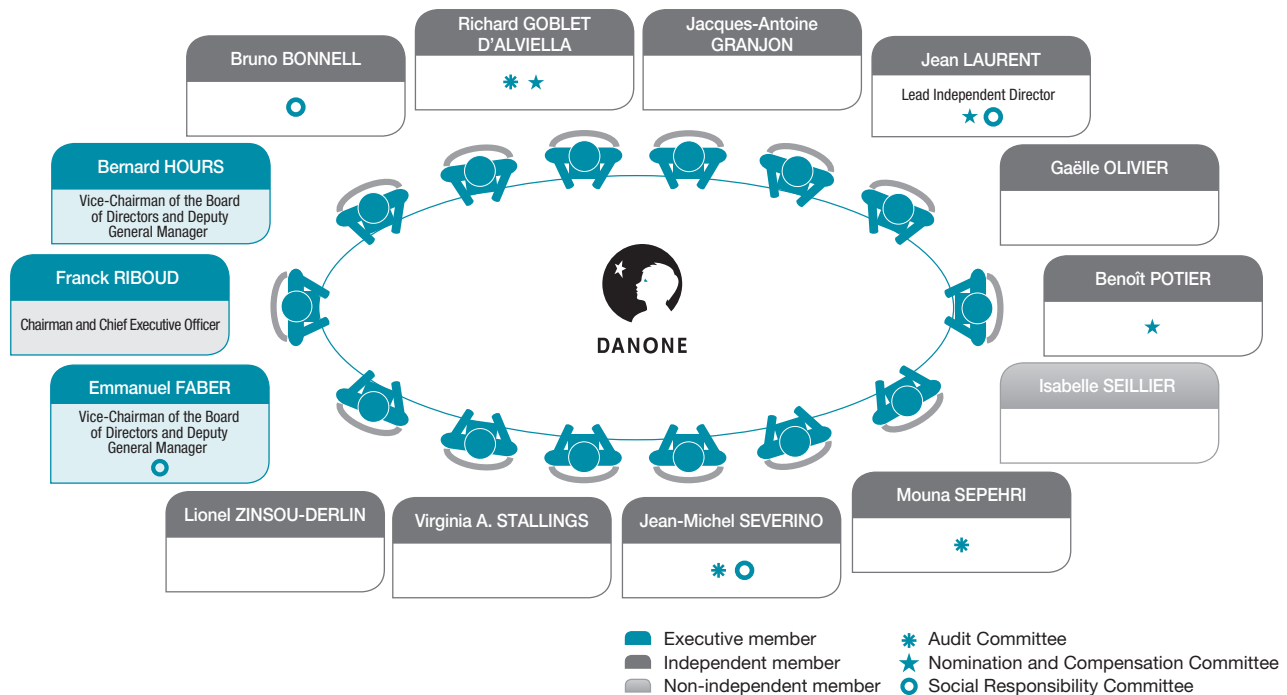 Richard GOBLET
D'ALVIELLA
Jacques-Antoine
GRANJON
Bruno BONNELL
Jean LAURENT
Lead Independent Director
Bernard HOURS
Vice-Chairman of the Board
of Directors and Deputy
General Manager
Gaëlle OLIVIER
Franck RIBOUD
Chairman and Chief Executive Officer
Benoît POTIER
DANONE
Emmanuel FABER
Vice-Chairman of the Board
of Directors and Deputy
General Manager
Isabelle SEILLIER
Lionel ZINSOU-DERLIN
Virginia A. STALLINGS
Jean-Michel SEVERINO
Mouna SEPEHRI
Executive member
Independent member
Non-independent member
Audit Committee
Nomination and Compensation Committee
Social Responsibility Committee